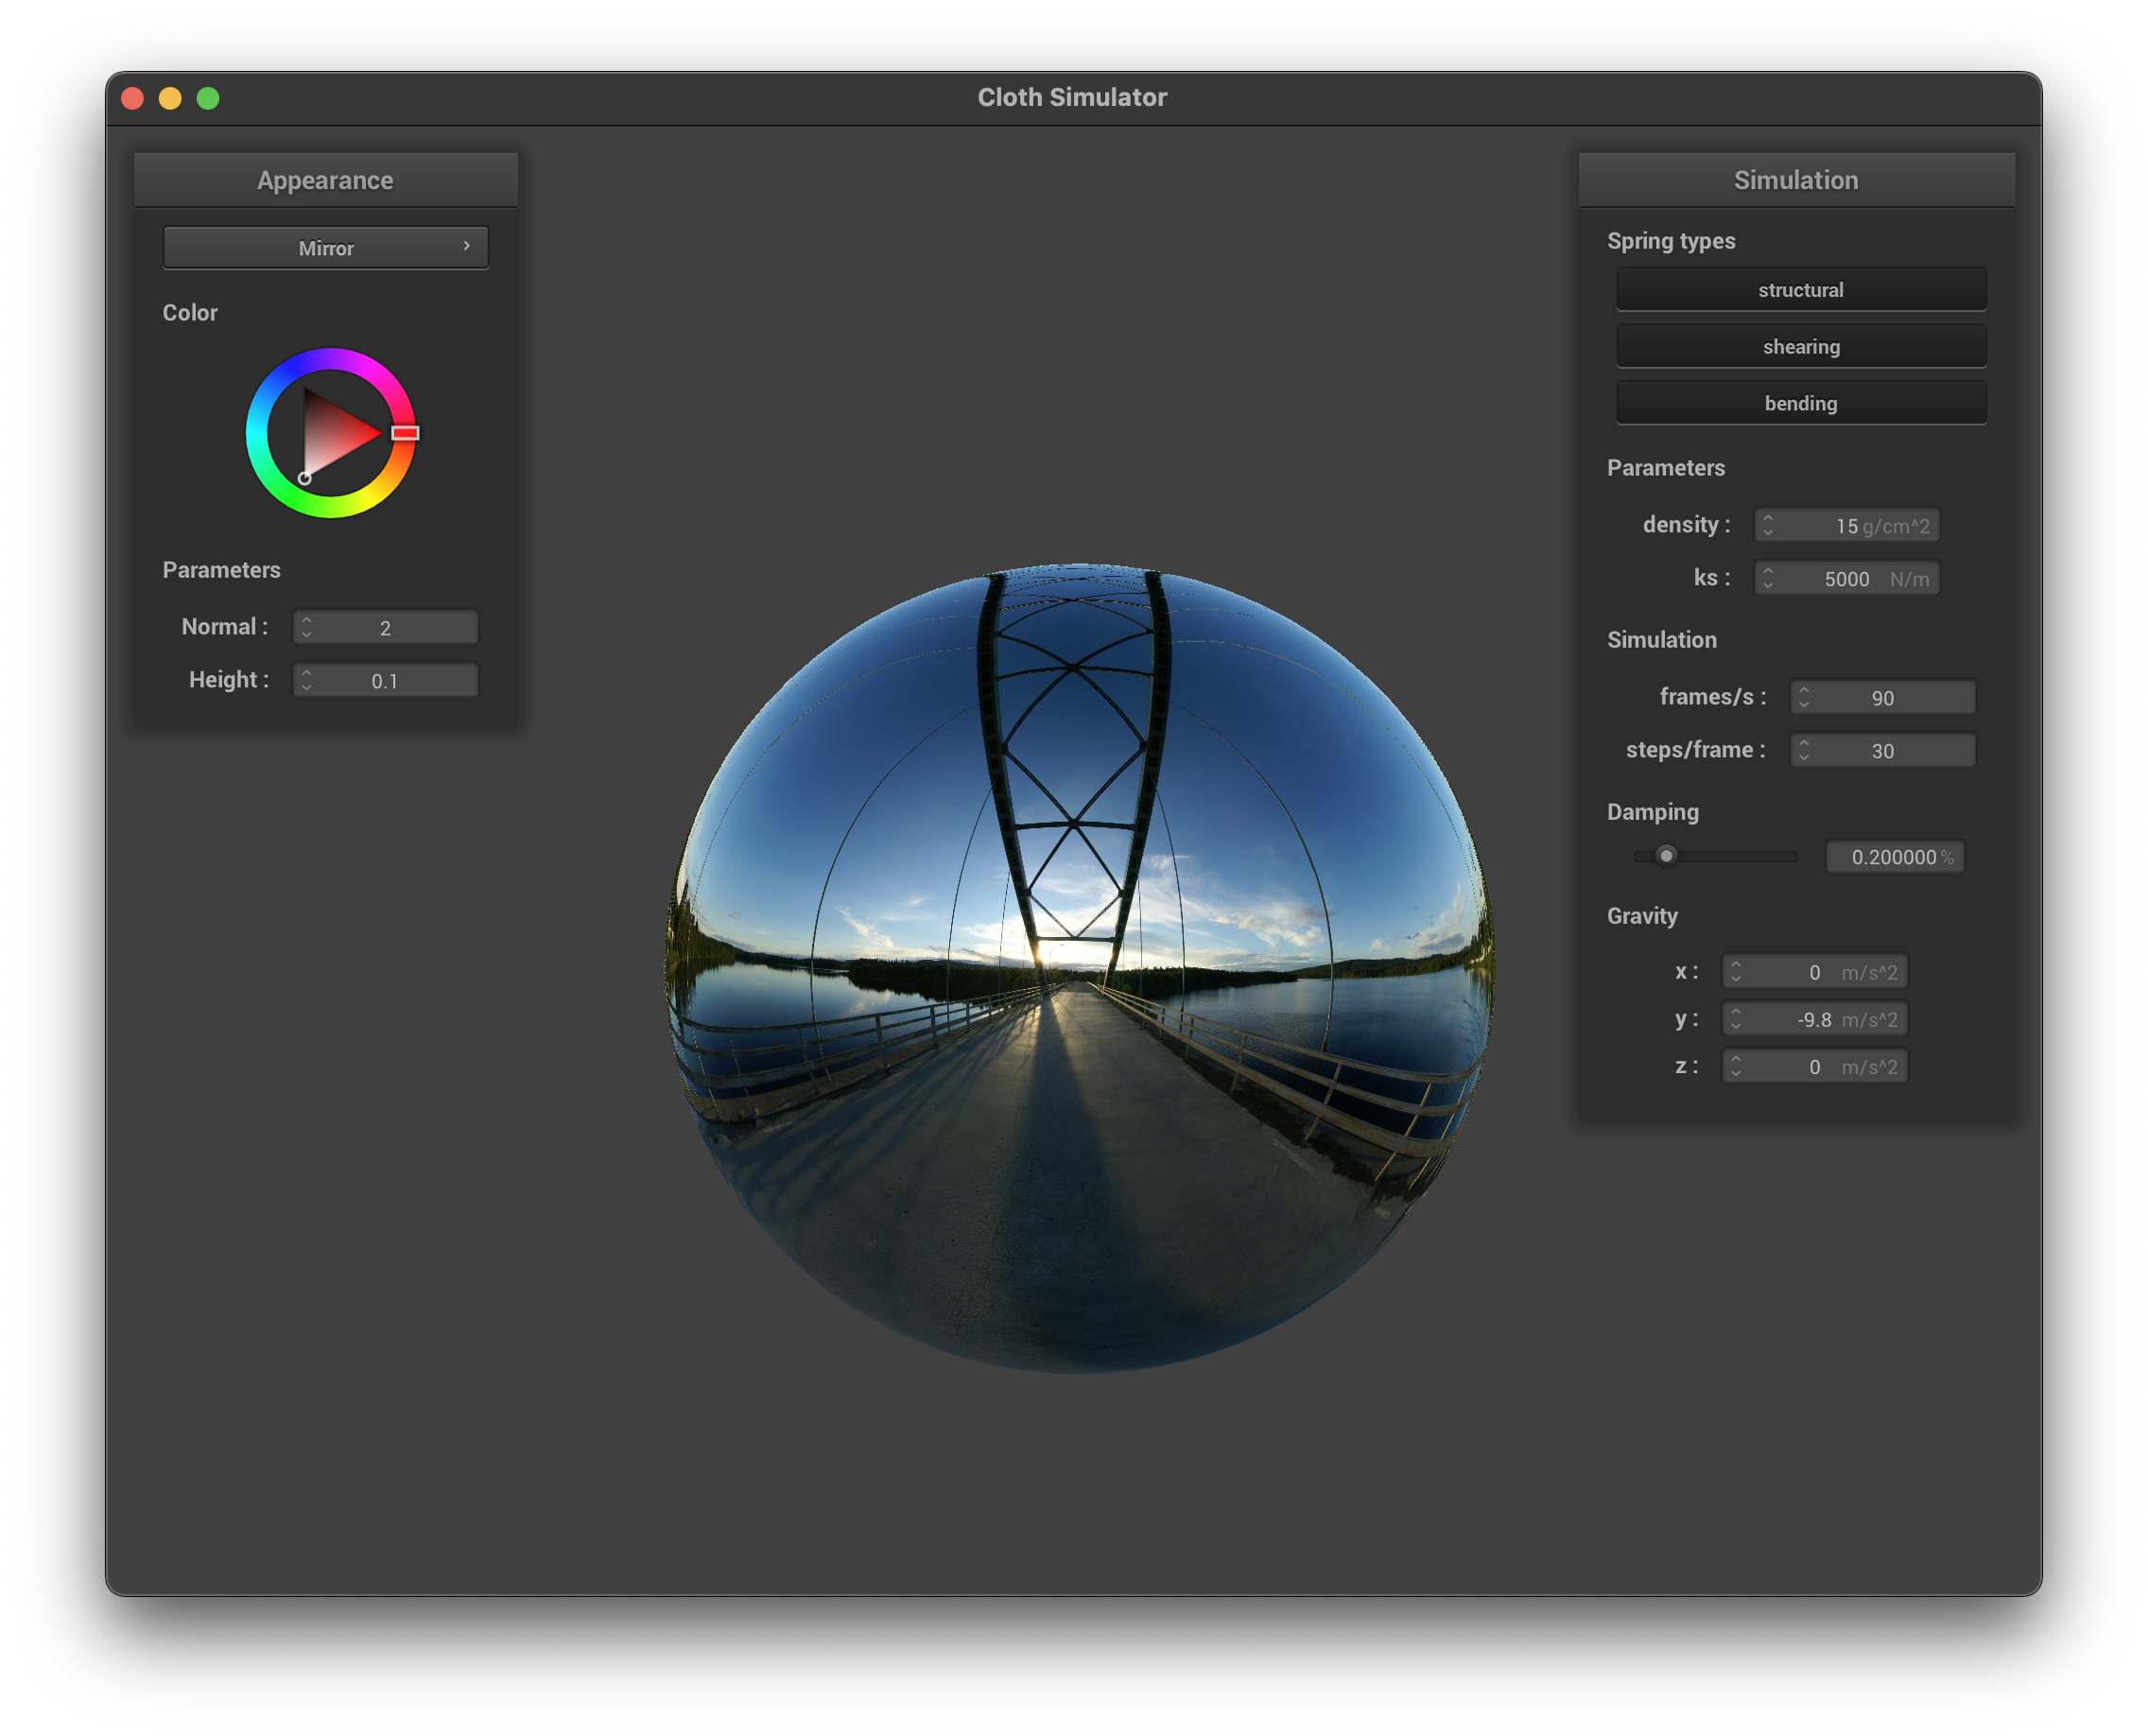 Cloth Simulator
Appearance
Mirror
Color
Parameters
Normal : 2
Height : 0.1
Simulation
Spring types
structural
shearing
bending
Parameters
density : 15 g/cm^2
ks : 5000 N/m
Simulation
frames/s : 90
steps/frame : 30
Damping
0.200000 %
Gravity
x : 0 m/s^2
y : -9.8 m/s^2
z : 0 m/s^2